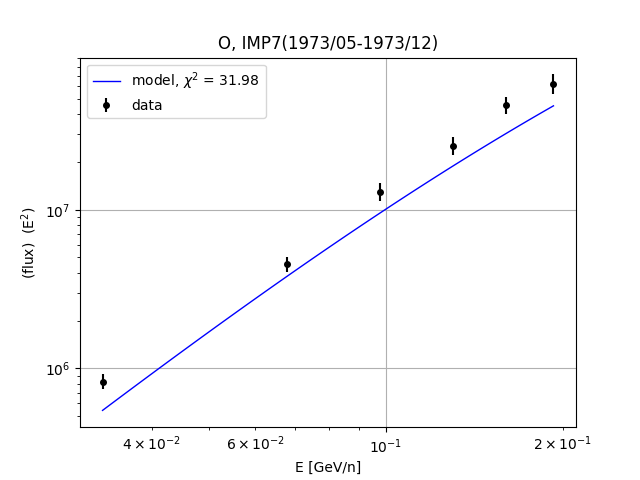 O, IMP7(1973/05-1973/12)
model, χ² = 31.98
data
(flux) (E²)
10⁷
10⁶
4 × 10⁻²
6 × 10⁻²
10⁻¹
2 × 10⁻¹
E [GeV/n]